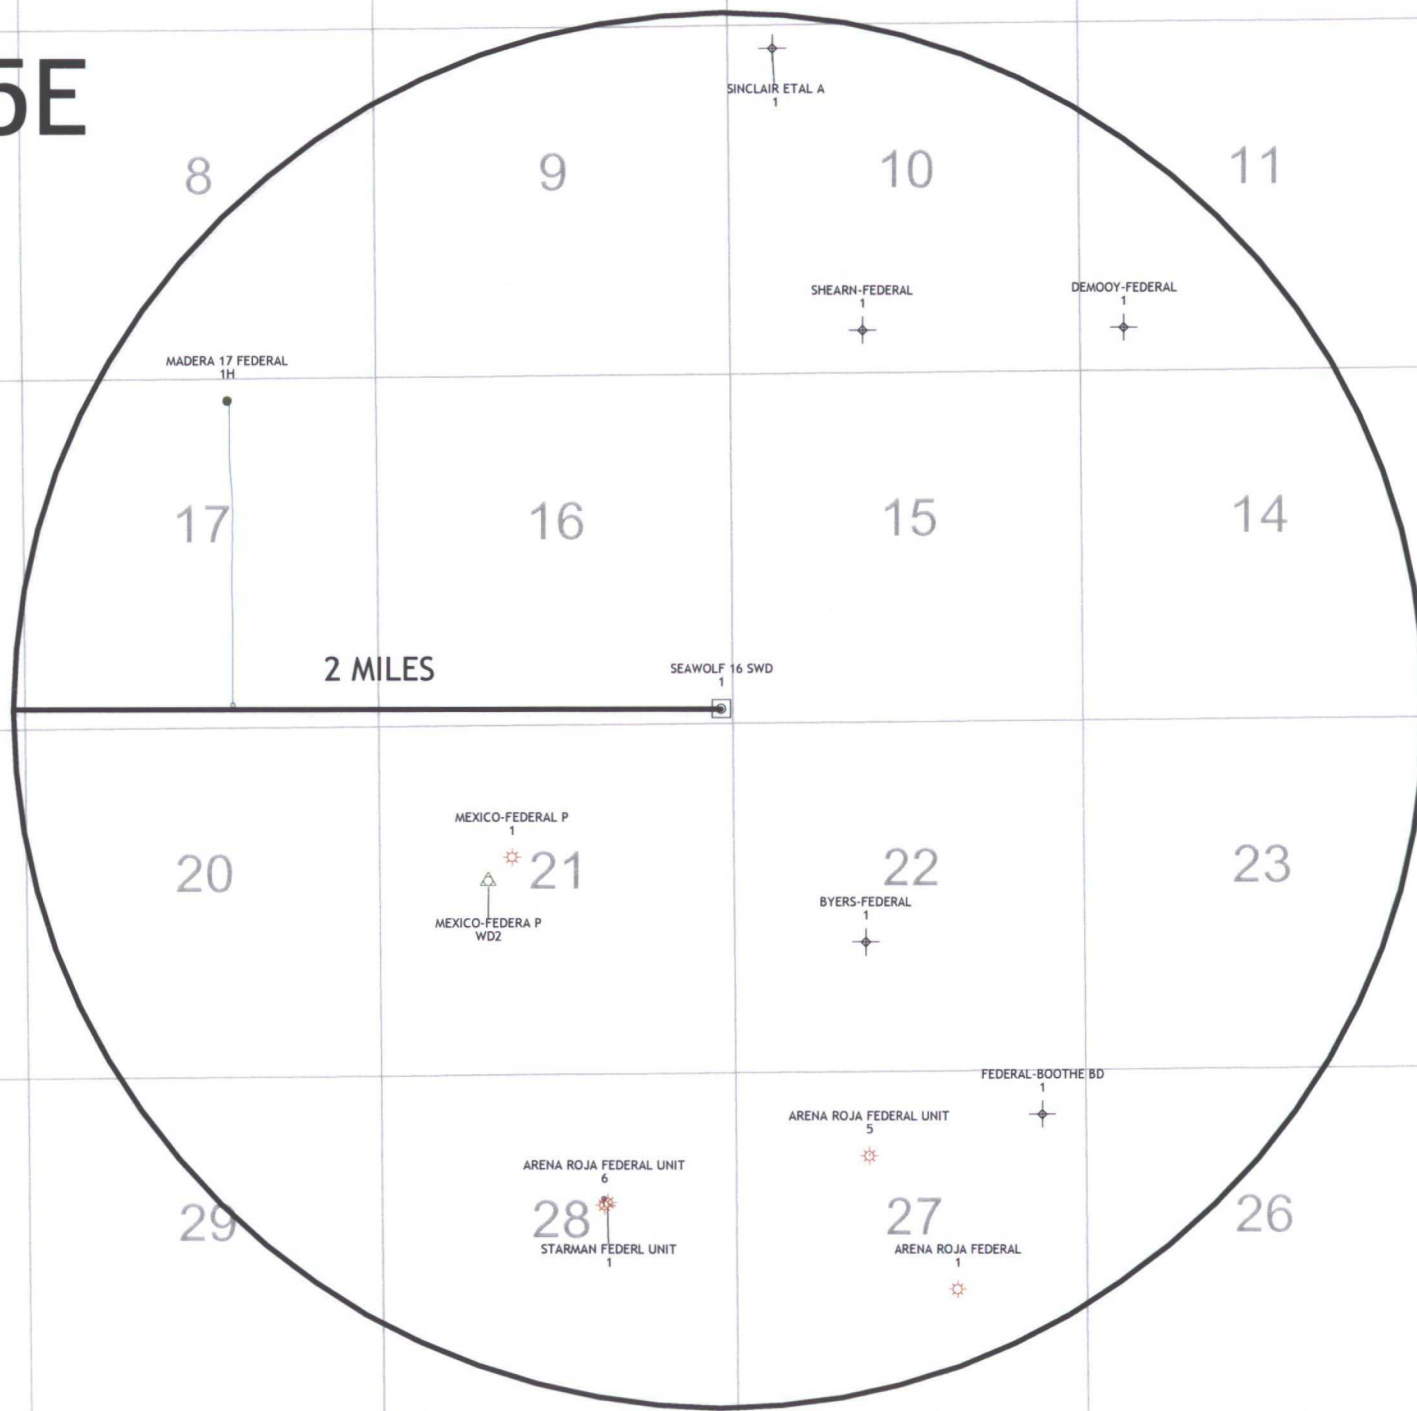 5E
SINCLAIR ETAL A
1
8
9
10
11
SHEARN-FEDERAL
1
DEMOOY-FEDERAL
1
MADERA 17 FEDERAL
1H
17
16
15
14
2 MILES
SEAWOLF 16 SWD
1
MEXICO-FEDERAL P
1
20
21
22
23
MEXICO-FEDERA P
WD2
BYERS-FEDERAL
1
FEDERAL-BOOTHE BD
1
ARENA ROJA FEDERAL UNIT
5
ARENA ROJA FEDERAL UNIT
6
29
28
27
26
STARMAN FEDERL UNIT
1
ARENA ROJA FEDERAL
1